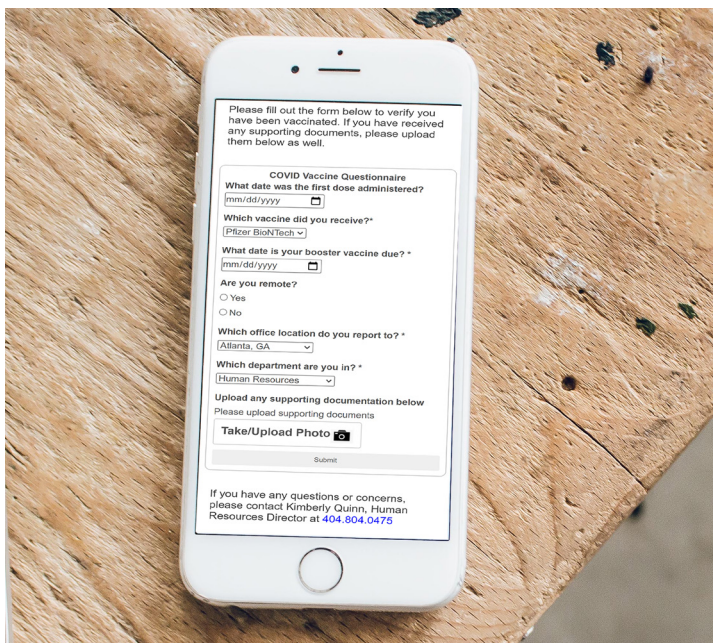 Please fill out the form below to verify you
have been vaccinated. If you have received
any supporting documents, please upload
them below as well.
COVID Vaccine Questionnaire
What date was the first dose administered?
mm/dd/yyyy
Which vaccine did you receive?*
Pfizer BioNTech
What date is your booster vaccine due? *
mm/dd/yyyy
Are you remote?
Yes
No
Which office location do you report to? *
Atlanta, GA
Which department are you in? *
Human Resources
Upload any supporting documentation below
Please upload supporting documents
Take/Upload Photo
Submit
If you have any questions or concerns,
please contact Kimberly Quinn, Human
Resources Director at 404.804.0475